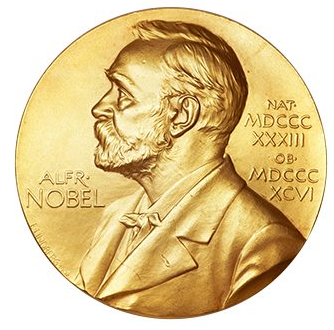 ALFR·
NOBEL
NAT·
MDCCC
XXXIII
OB·
MDCCC
XCVI